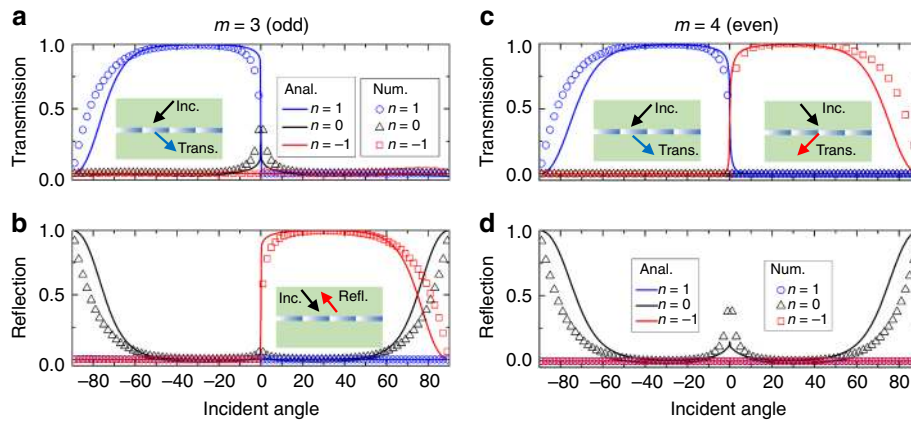 a
m = 3 (odd)
Transmission
1.0
0.5
0.0
Inc.
Trans.
Anal.
n = 1
n = 0
n = −1
Num.
n = 1
n = 0
n = −1
b
Reflection
1.0
0.5
0.0
Inc.
Refl.
−80 −60 −40 −20 0 20 40 60 80
Incident angle
c
m = 4 (even)
Transmission
1.0
0.5
0.0
Inc.
Trans.
Inc.
Trans.
d
Reflection
1.0
0.5
0.0
Anal.
n = 1
n = 0
n = −1
Num.
n = 1
n = 0
n = −1
−80 −60 −40 −20 0 20 40 60 80
Incident angle